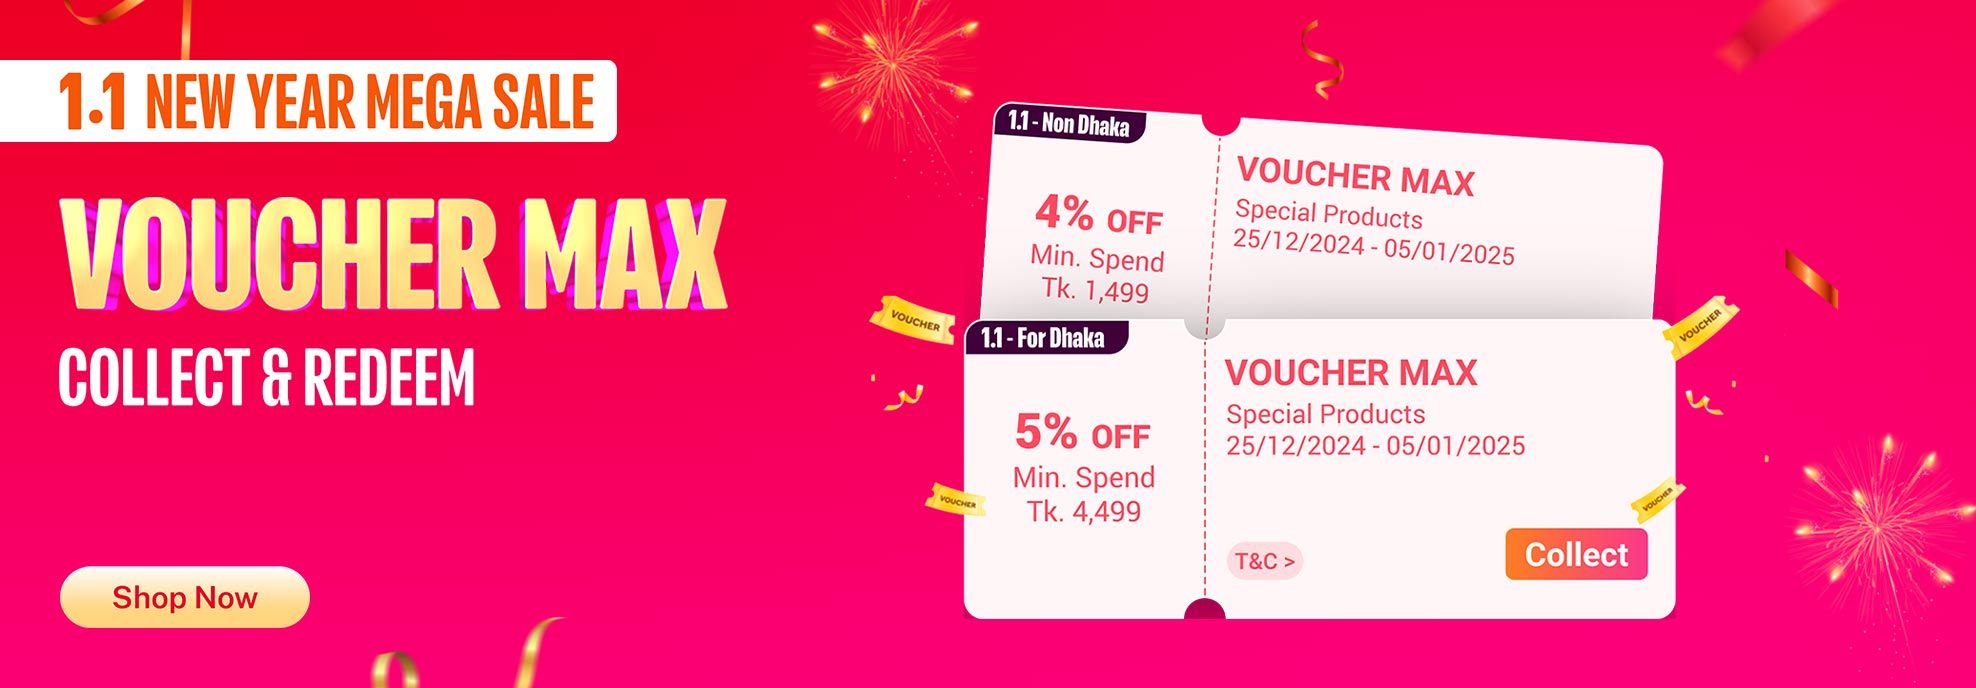 1.1 NEW YEAR MEGA SALE
VOUCHER MAX
COLLECT & REDEEM
Shop Now
1.1 - Non Dhaka
4% OFF
Min. Spend
Tk. 1,499
VOUCHER MAX
Special Products
25/12/2024 - 05/01/2025
1.1 - For Dhaka
5% OFF
Min. Spend
Tk. 4,499
VOUCHER MAX
Special Products
25/12/2024 - 05/01/2025
T&C >
Collect
VOUCHER
VOUCHER
VOUCHER
VOUCHER